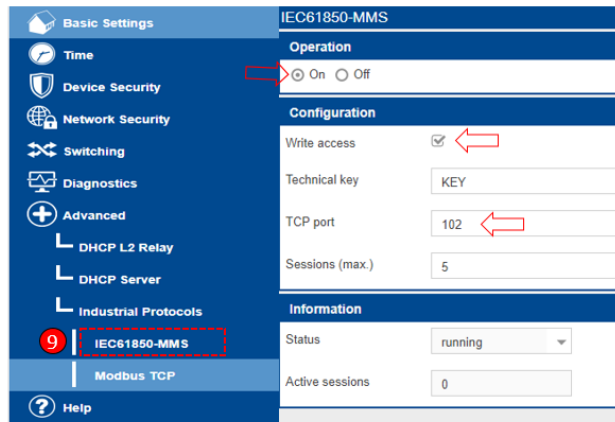 Basic Settings
Time
Device Security
Network Security
Switching
Diagnostics
Advanced
DHCP L2 Relay
DHCP Server
Industrial Protocols
9 IEC61850-MMS
Modbus TCP
? Help
IEC61850-MMS
Operation
On Off
Configuration
Write access
Technical key KEY
TCP port 102
Sessions (max.) 5
Information
Status running
Active sessions 0